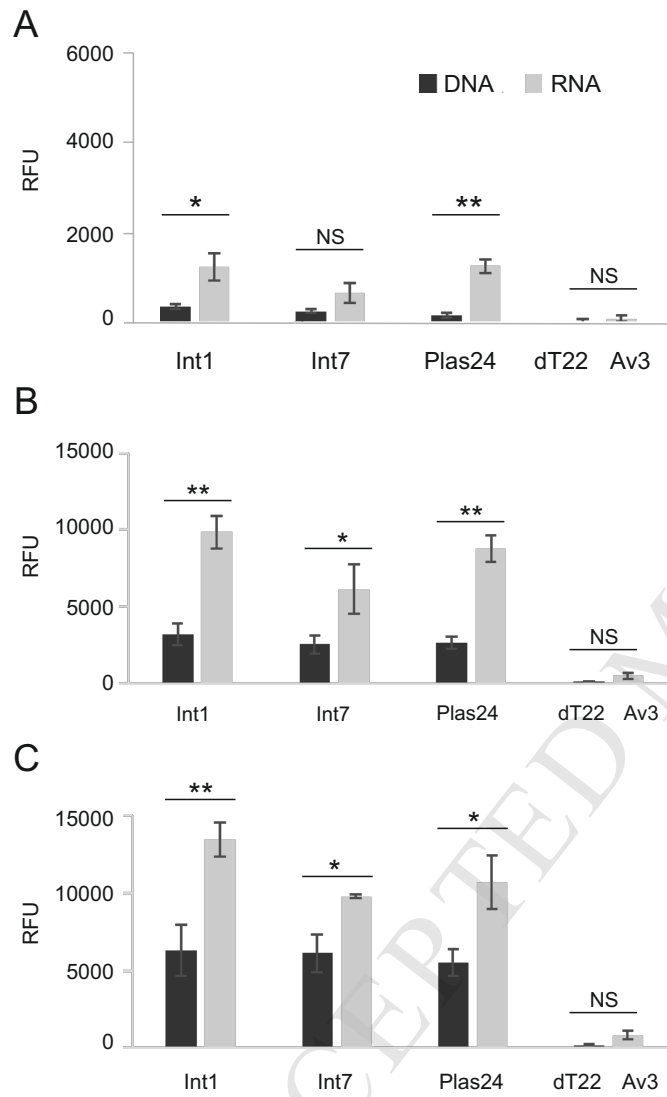 A
6000
DNA RNA
4000
RFU
* **
2000
NS
NS
0
Int1 Int7 Plas24 dT22 Av3
B
15000
** **
10000
*
RFU
5000
NS
0
Int1 Int7 Plas24 dT22 Av3
C
**
15000
*
*
10000
RFU
5000
NS
0
Int1 Int7 Plas24 dT22 Av3
CEPTED M